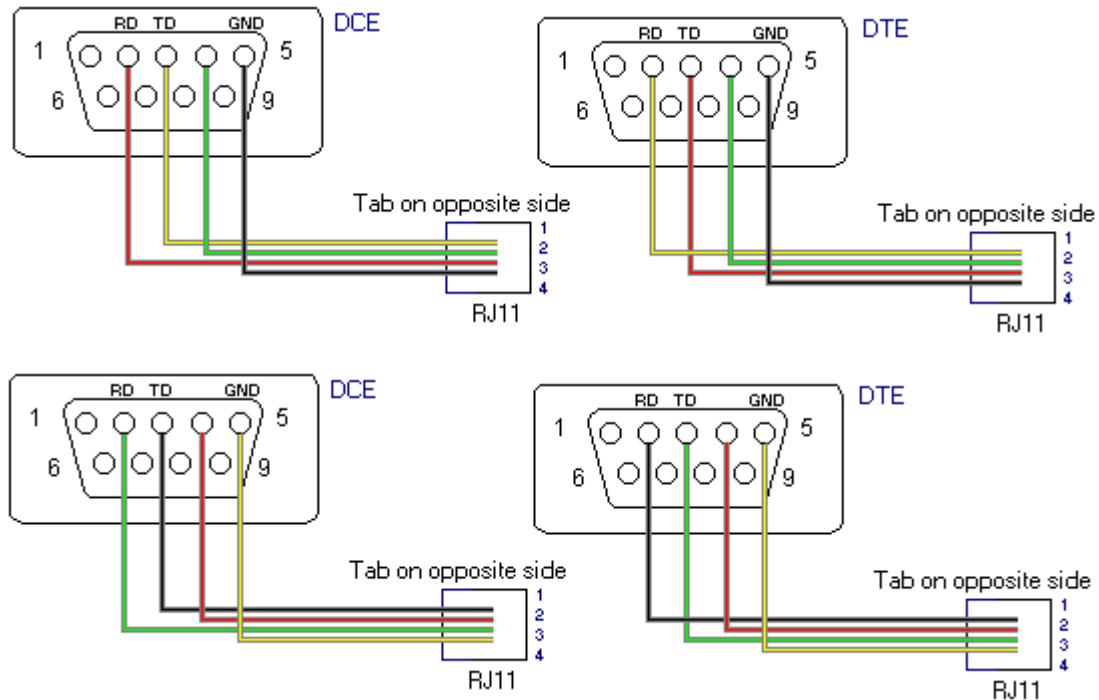 RD TD GND DCE
1 5
6 9
Tab on opposite side
1
2
3
4
RJ11
RD TD GND DTE
1 5
6 9
Tab on opposite side
1
2
3
4
RJ11
RD TD GND DCE
1 5
6 9
Tab on opposite side
1
2
3
4
RJ11
RD TD GND DTE
1 5
6 9
Tab on opposite side
1
2
3
4
RJ11